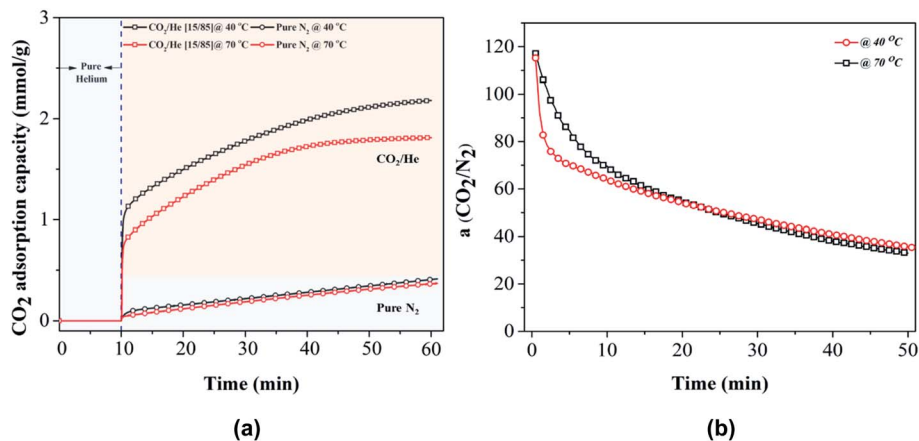 CO2/He [15/85]@ 40 °C Pure N2 @ 40 °C
CO2/He [15/85]@ 70 °C Pure N2 @ 70 °C
Pure
Helium
CO2/He
Pure N2
CO2 adsorption capacity (mmol/g)
3
2
1
0
0 10 20 30 40 50 60
Time (min)
(a)
@ 40 °C
@ 70 °C
a (CO2/N2)
120
100
80
60
40
20
0
0 10 20 30 40 50
Time (min)
(b)